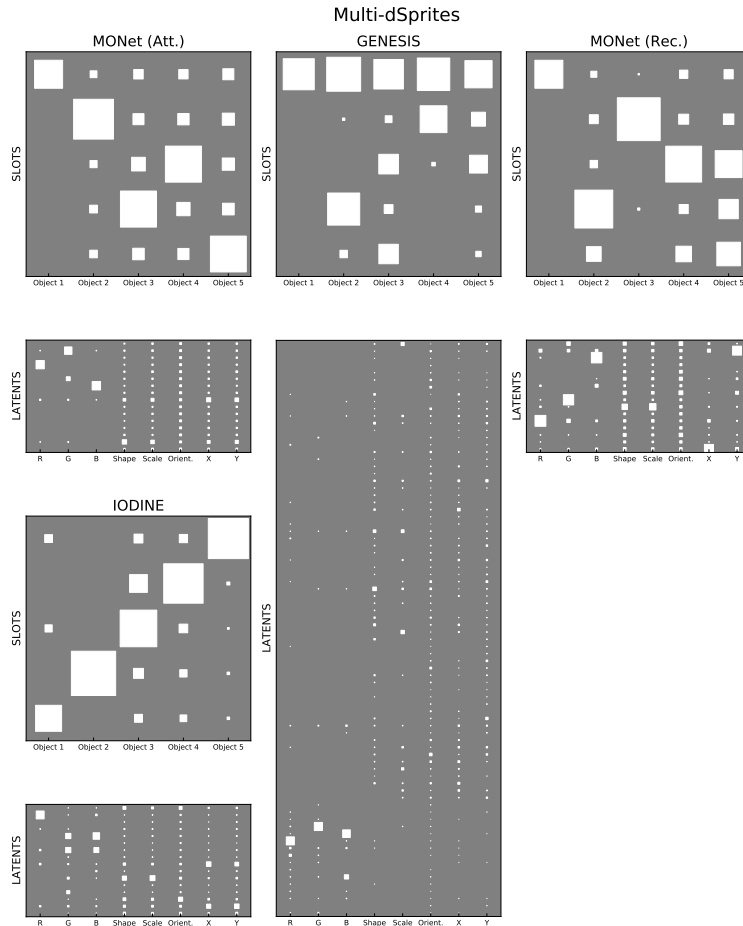 Multi-dSprites
MONet (Att.)
SLOTS
Object 1 Object 2 Object 3 Object 4 Object 5
GENESIS
SLOTS
Object 1 Object 2 Object 3 Object 4 Object 5
MONet (Rec.)
SLOTS
Object 1 Object 2 Object 3 Object 4 Object 5
LATENTS
R G B Shape Scale Orient. X Y
LATENTS
R G B Shape Scale Orient. X Y
LATENTS
R G B Shape Scale Orient. X Y
IODINE
SLOTS
Object 1 Object 2 Object 3 Object 4 Object 5
LATENTS
R G B Shape Scale Orient. X Y